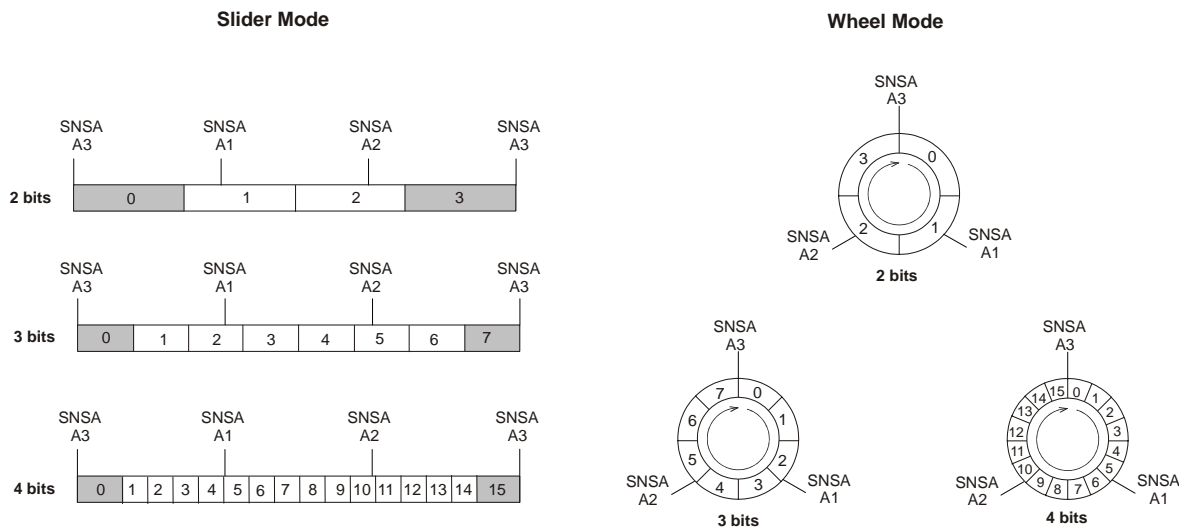 Slider Mode
SNSA SNSA SNSA SNSA
A3 A1 A2 A3
2 bits 0 1 2 3
SNSA SNSA SNSA SNSA
A3 A1 A2 A3
3 bits 0 1 2 3 4 5 6 7
SNSA SNSA SNSA SNSA
A3 A1 A2 A3
4 bits 0 1 2 3 4 5 6 7 8 9 10 11 12 13 14 15
Wheel Mode
SNSA
A3
3 0
2 1
SNSA
A2
SNSA
A1
2 bits
SNSA
A3
7 0
6 1
5 2
4 3
SNSA
A2
SNSA
A1
3 bits
SNSA
A3
15 0
14 1
13 2
12 3
11 4
10 5
9 8 7 6
SNSA
A2
SNSA
A1
4 bits